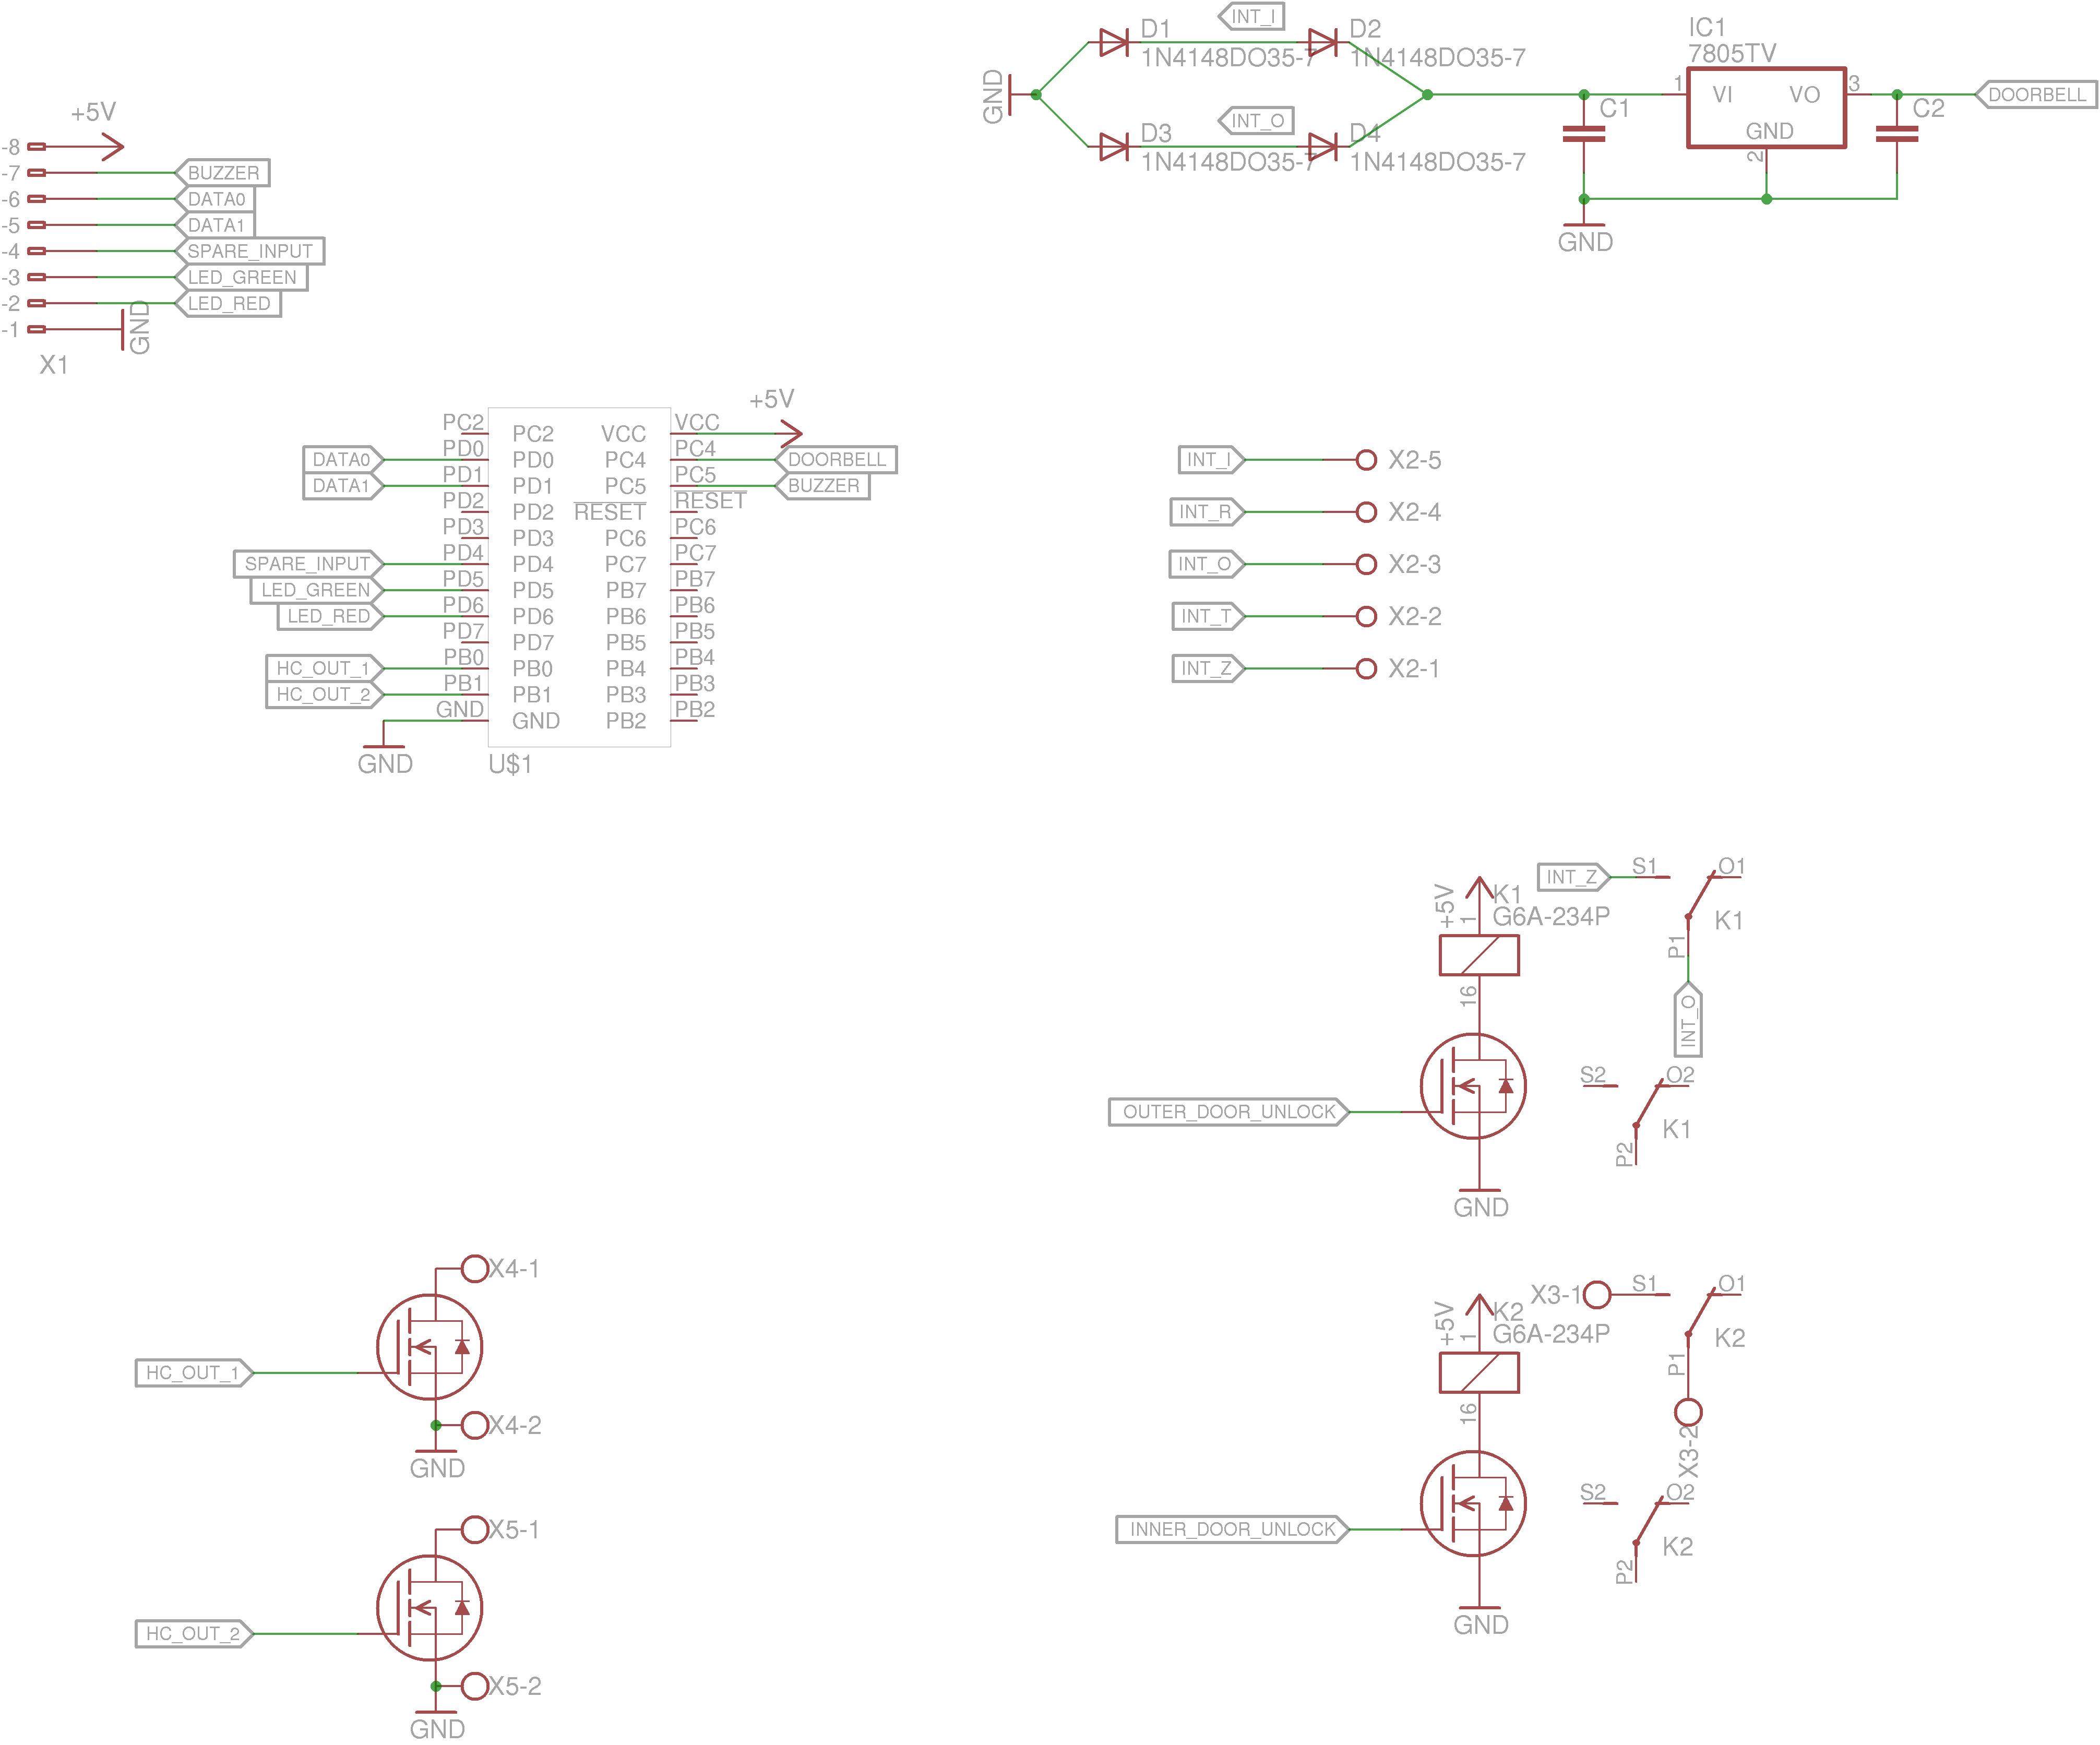 +5V
-8
-7
BUZZER
-6
DATA0
-5
DATA1
-4
SPARE_INPUT
-3
LED_GREEN
-2
LED_RED
-1
GND
X1
GND
D1
1N4148DO35-7
INT_I
D2
1N4148DO35-7
D3
1N4148DO35-7
INT_O
D4
1N4148DO35-7
C1
IC1
7805TV
1
VI
VO
3
GND
2
C2
DOORBELL
GND
PC2
PC2
VCC
VCC
+5V
DATA0
PD0
PD0
PC4
PC4
DOORBELL
DATA1
PD1
PD1
PC5
PC5
BUZZER
PD2
PD2
RESET
RESET
PD3
PD3
PC6
PC6
SPARE_INPUT
PD4
PD4
PC7
PC7
LED_GREEN
PD5
PD5
PB7
PB7
LED_RED
PD6
PD6
PB6
PB6
PD7
PD7
PB5
PB5
HC_OUT_1
PB0
PB0
PB4
PB4
HC_OUT_2
PB1
PB1
PB3
PB3
GND
GND
PB2
PB2
GND
U$1
INT_I
X2-5
INT_R
X2-4
INT_O
X2-3
INT_T
X2-2
INT_Z
X2-1
+5V
1
K1
G6A-234P
16
INT_Z
S1
O1
K1
P1
INT_O
S2
O2
K1
P2
OUTER_DOOR_UNLOCK
GND
X4-1
HC_OUT_1
X4-2
GND
X5-1
HC_OUT_2
X5-2
GND
+5V
1
K2
G6A-234P
16
X3-1
S1
O1
K2
P1
X3-2
S2
O2
K2
P2
INNER_DOOR_UNLOCK
GND